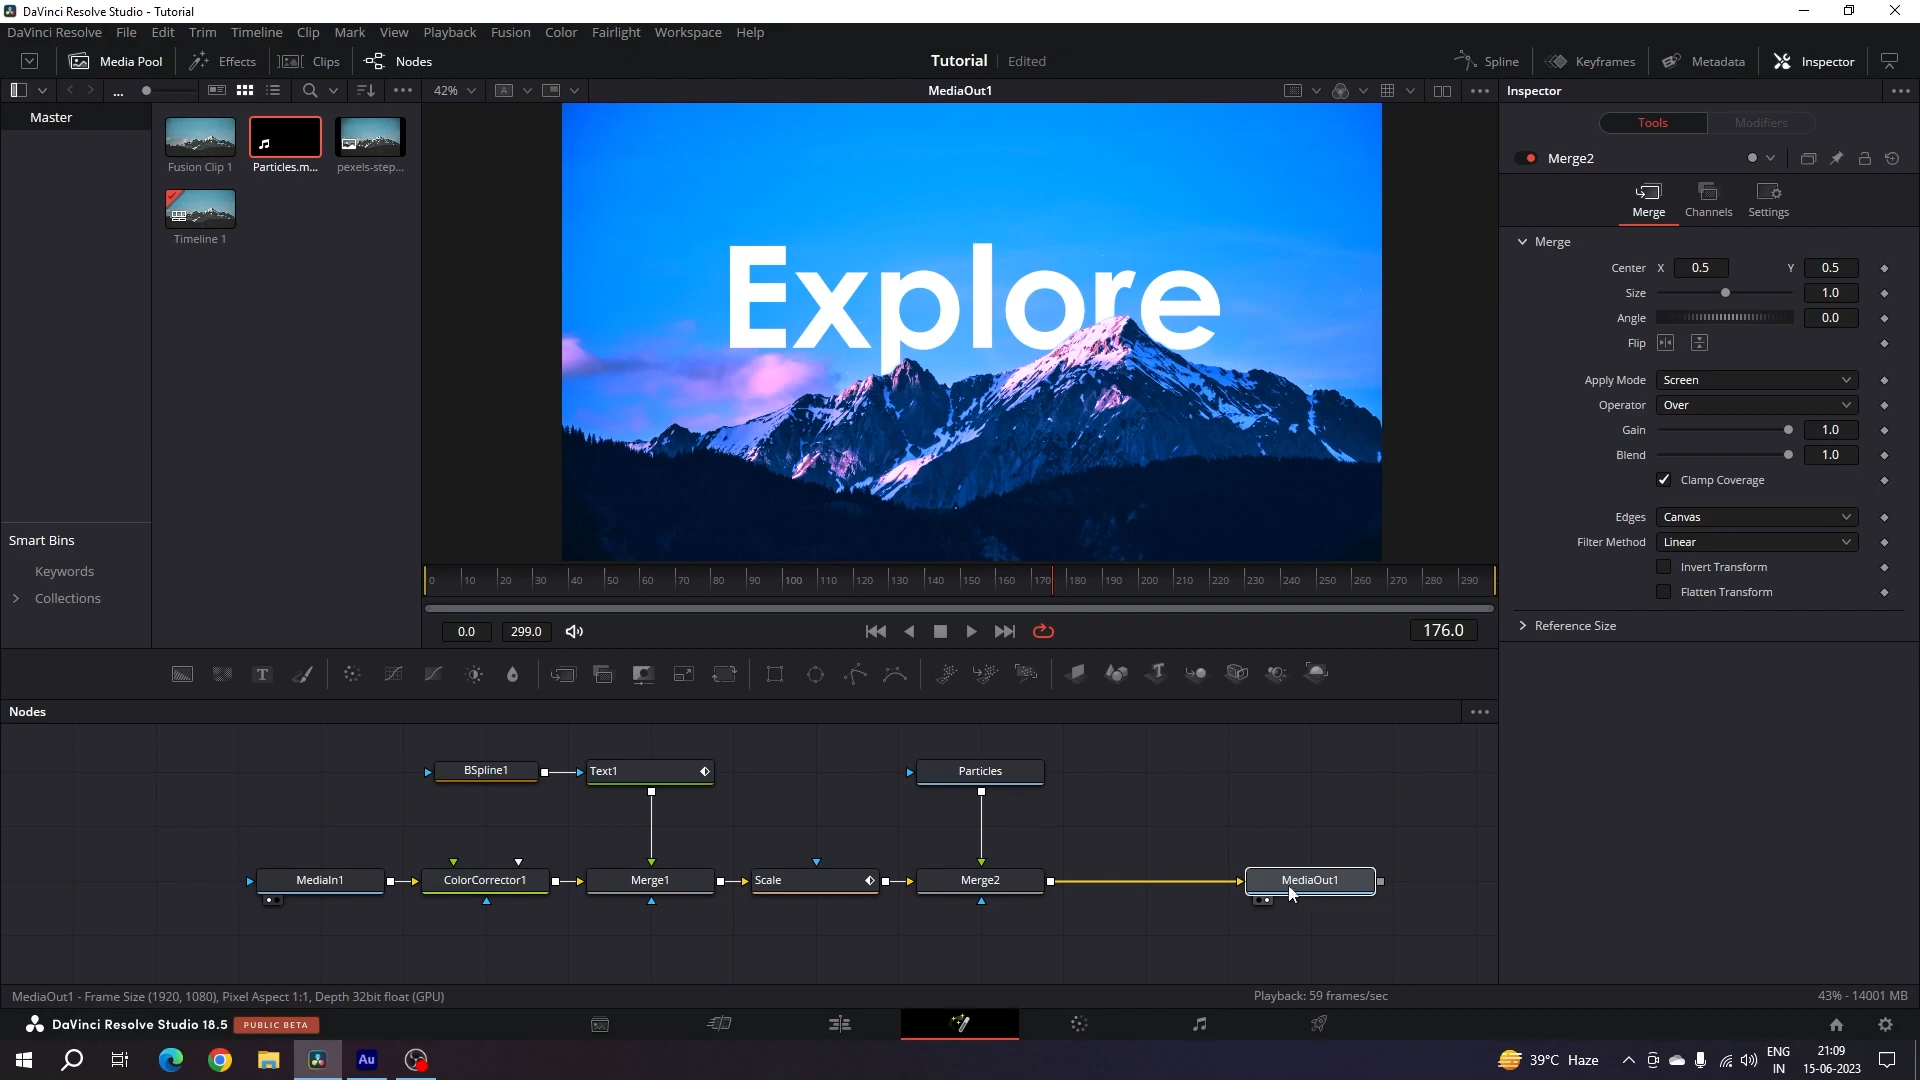 DaVinci Resolve Studio - Tutorial
DaVinci Resolve File Edit Trim Timeline Clip Mark View Playback Fusion Color Fairlight Workspace Help
Media Pool Effects Clips Nodes Tutorial Edited Spline Keyframes Metadata Inspector
... 42% A MediaOut1 Inspector
Master
Fusion Clip 1 Particles.m... pexels-step...
Timeline 1
Explore
Tools Modifiers
Merge2
Merge Channels Settings
Merge
Center X 0.5 Y 0.5
Size 1.0
Angle 0.0
Flip
Apply Mode Screen
Operator Over
Gain 1.0
Blend 1.0
Clamp Coverage
Edges Canvas
Filter Method Linear
Invert Transform
Flatten Transform
Reference Size
Smart Bins
Keywords
Collections
0 10 20 30 40 50 60 70 80 90 100 110 120 130 140 150 160 170 180 190 200 210 220 230 240 250 260 270 280 290
0.0 299.0 176.0
T T
Nodes
BSpline1 Text1 Particles
MediaIn1 ColorCorrector1 Merge1 Scale Merge2 MediaOut1
MediaOut1 - Frame Size (1920, 1080), Pixel Aspect 1:1, Depth 32bit float (GPU) Playback: 59 frames/sec 43% - 14001 MB
DaVinci Resolve Studio 18.5 PUBLIC BETA
Au 39°C Haze ENG IN 21:09 15-06-2023